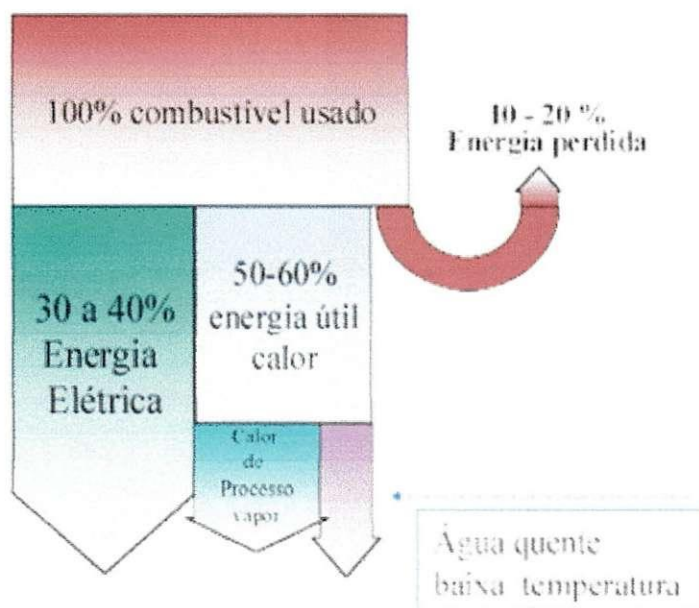 100% combustível usado
10 - 20 %
Energia perdida
30 a 40%
Energia
Elétrica
50-60%
energia útil
calor
Calor
de
Processo
vapor
Água quente
baixa temperatura